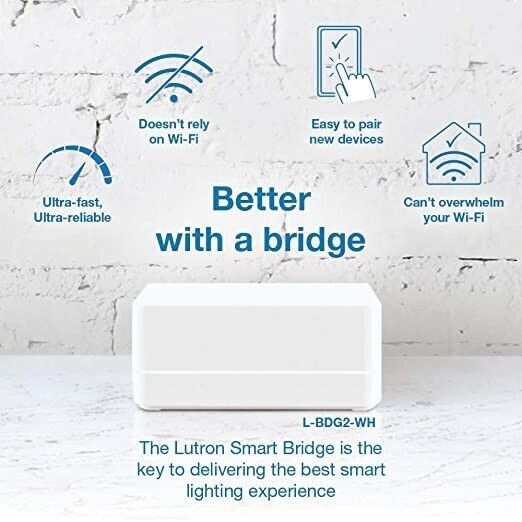 Doesn't rely
on Wi-Fi
Easy to pair
new devices
Ultra-fast,
Ultra-reliable
Can't overwhelm
your Wi-Fi
Better
with a bridge
L-BDG2-WH
The Lutron Smart Bridge is the
key to delivering the best smart
lighting experience